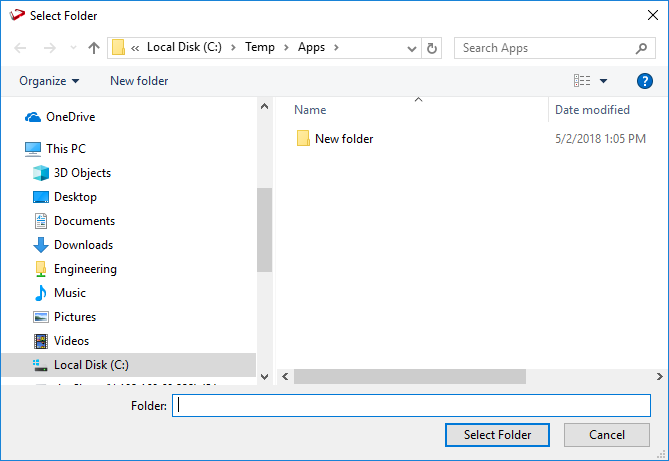 Select Folder
« Local Disk (C:) > Temp > Apps >
Search Apps
Organize
New folder
OneDrive
This PC
3D Objects
Desktop
Documents
Downloads
Engineering
Music
Pictures
Videos
Local Disk (C:)
Name
Date modified
New folder
5/2/2018 1:05 PM
Folder:
Select Folder
Cancel